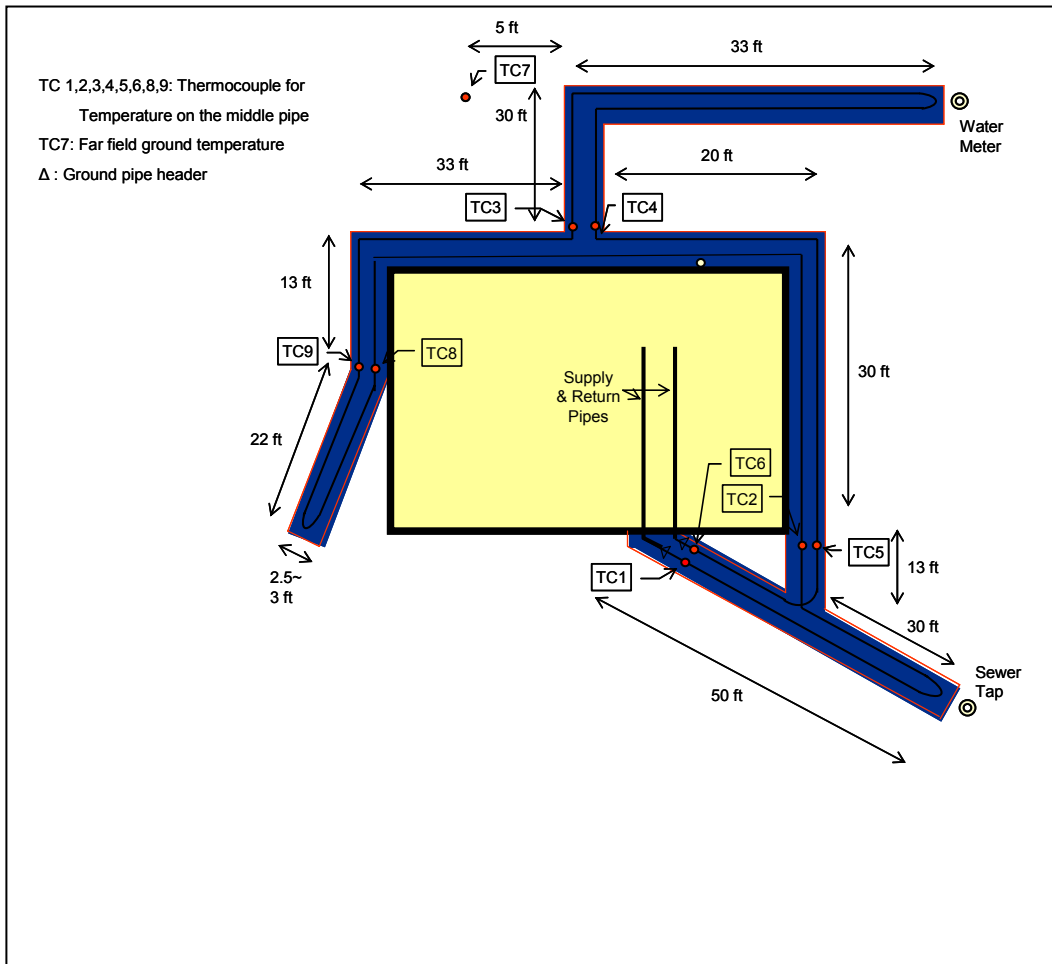 5 ft
33 ft
TC7
TC 1,2,3,4,5,6,8,9: Thermocouple for
Temperature on the middle pipe
TC7: Far field ground temperature
Δ : Ground pipe header
30 ft
Water
Meter
33 ft
20 ft
TC3
TC4
13 ft
TC9
TC8
30 ft
Supply
& Return
Pipes
22 ft
TC6
TC2
TC5
2.5~
3 ft
TC1
13 ft
30 ft
50 ft
Sewer
Tap